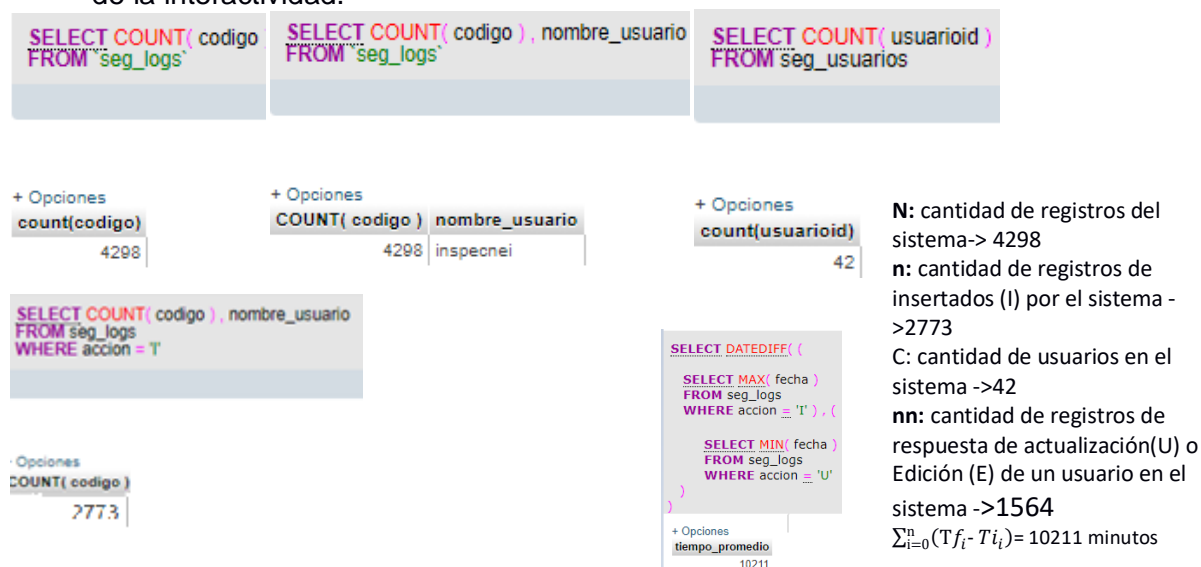 de la interactividad.
SELECT COUNT( codigo
FROM `seg_logs`
SELECT COUNT( codigo ) , nombre_usuario
FROM `seg_logs`
SELECT COUNT( usuarioid )
FROM seg_usuarios
+ Opciones
count(codigo)
4298
+ Opciones
COUNT( codigo ) nombre_usuario
4298 inspecnei
+ Opciones
count(usuarioid)
42
SELECT COUNT( codigo ) , nombre_usuario
FROM seg_logs
WHERE accion = 'I'
Opciones
COUNT( codigo )
2773
SELECT DATEDIFF( (
SELECT MAX( fecha )
FROM seg_logs
WHERE accion = 'I' ) , (
SELECT MIN( fecha )
FROM seg_logs
WHERE accion = 'U'
)
)
+ Opciones
tiempo_promedio
10211
N: cantidad de registros del
sistema-> 4298
n: cantidad de registros de
insertados (I) por el sistema -
>2773
C: cantidad de usuarios en el
sistema ->42
nn: cantidad de registros de
respuesta de actualización(U) o
Edición (E) de un usuario en el
sistema ->1564
∑ⁿᵢ₌₀(Tfᵢ- Tiᵢ)= 10211 minutos